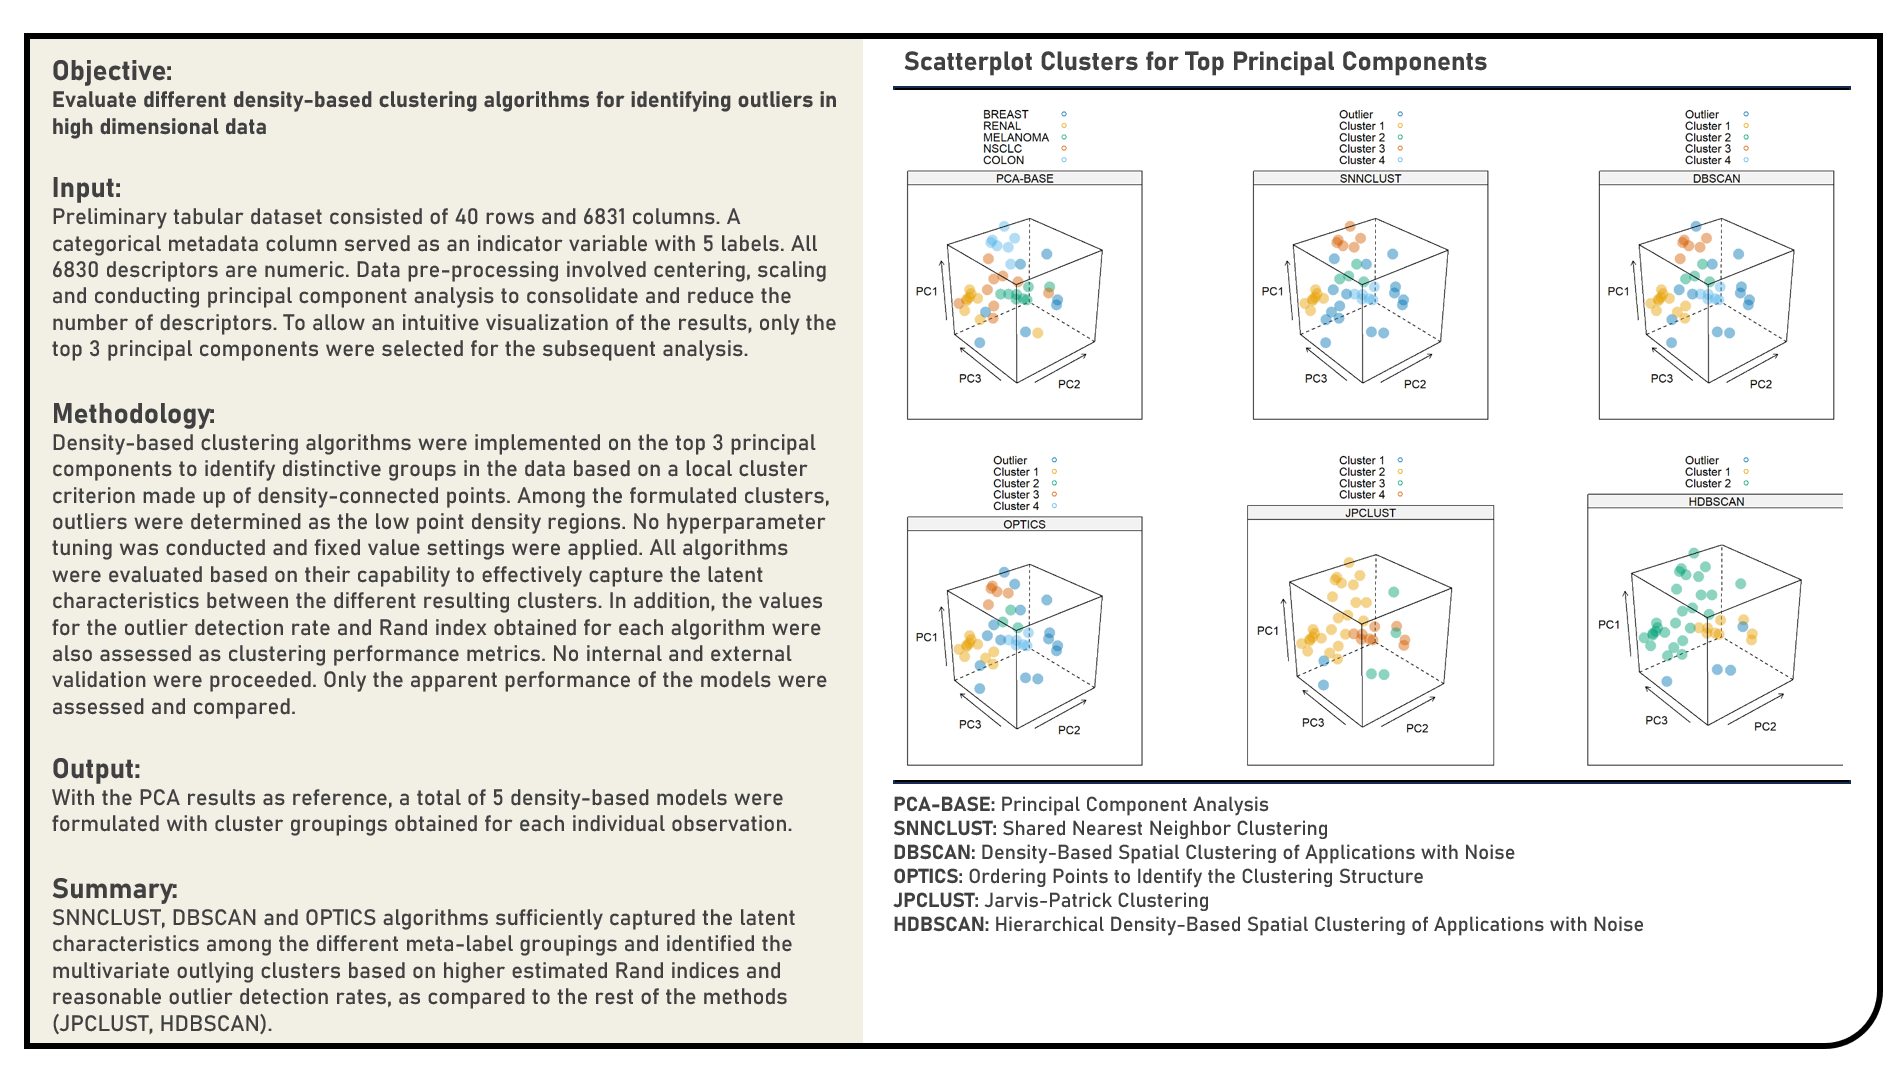 Objective:
Evaluate different density-based clustering algorithms for identifying outliers in
high dimensional data
Input:
Preliminary tabular dataset consisted of 40 rows and 6831 columns. A
categorical metadata column served as an indicator variable with 5 labels. All
6830 descriptors are numeric. Data pre-processing involved centering, scaling
and conducting principal component analysis to consolidate and reduce the
number of descriptors. To allow an intuitive visualization of the results, only the
top 3 principal components were selected for the subsequent analysis.
Methodology:
Density-based clustering algorithms were implemented on the top 3 principal
components to identify distinctive groups in the data based on a local cluster
criterion made up of density-connected points. Among the formulated clusters,
outliers were determined as the low point density regions. No hyperparameter
tuning was conducted and fixed value settings were applied. All algorithms
were evaluated based on their capability to effectively capture the latent
characteristics between the different resulting clusters. In addition, the values
for the outlier detection rate and Rand index obtained for each algorithm were
also assessed as clustering performance metrics. No internal and external
validation were proceeded. Only the apparent performance of the models were
assessed and compared.
Output:
With the PCA results as reference, a total of 5 density-based models were
formulated with cluster groupings obtained for each individual observation.
Summary:
SNNCLUST, DBSCAN and OPTICS algorithms sufficiently captured the latent
characteristics among the different meta-label groupings and identified the
multivariate outlying clusters based on higher estimated Rand indices and
reasonable outlier detection rates, as compared to the rest of the methods
(JPCLUST, HDBSCAN).
Scatterplot Clusters for Top Principal Components
BREAST
RENAL
MELANOMA
NSCLC
COLON
PCA-BASE
PC1
PC3
PC2
Outlier
Cluster 1
Cluster 2
Cluster 3
Cluster 4
SNNCLUST
PC1
PC3
PC2
Outlier
Cluster 1
Cluster 2
Cluster 3
Cluster 4
DBSCAN
PC1
PC3
PC2
Outlier
Cluster 1
Cluster 2
Cluster 3
Cluster 4
OPTICS
PC1
PC3
PC2
Cluster 1
Cluster 2
Cluster 3
Cluster 4
JPCLUST
PC1
PC3
PC2
Outlier
Cluster 1
Cluster 2
HDBSCAN
PC1
PC3
PC2
PCA-BASE: Principal Component Analysis
SNNCLUST: Shared Nearest Neighbor Clustering
DBSCAN: Density-Based Spatial Clustering of Applications with Noise
OPTICS: Ordering Points to Identify the Clustering Structure
JPCLUST: Jarvis-Patrick Clustering
HDBSCAN: Hierarchical Density-Based Spatial Clustering of Applications with Noise